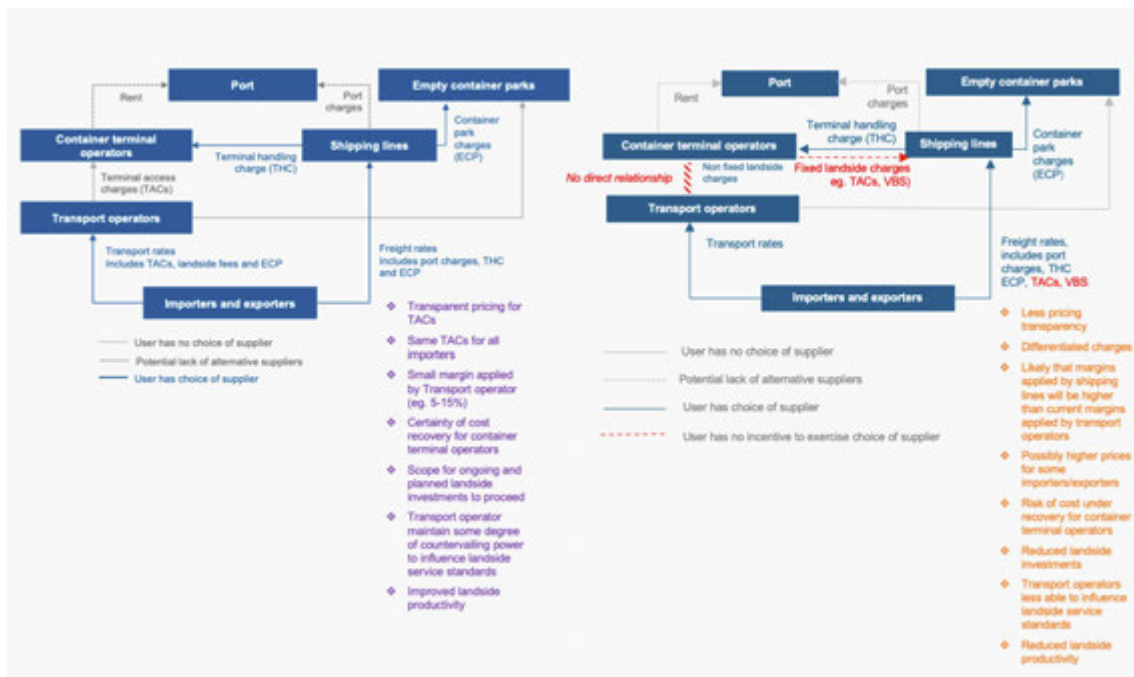 Port
Empty container parks
Rent
Port
charges
Container terminal
operators
Shipping lines
Terminal handling
charge (THC)
Container
park
charges
(ECP)
Terminal access
charges (TACs)
Transport operators
Transport rates
Includes TACs, landside fees and ECP
Freight rates
Includes port charges, THC
and ECP
Importers and exporters
User has no choice of supplier
Potential lack of alternative suppliers
User has choice of supplier
❖ Transparent pricing for
TACs
❖ Same TACs for all
importers
❖ Small margin applied
by Transport operator
(eg. 5-15%)
❖ Certainty of cost
recovery for container
terminal operators
❖ Scope for ongoing and
planned landside
investments to proceed
❖ Transport operator
maintain some degree
of countervailing power
to influence landside
service standards
❖ Improved landside
productivity
Port
Empty container parks
Rent
Port
charges
Terminal handling
charge (THC)
Container terminal operators
Shipping lines
Container
park
charges
(ECP)
No direct relationship
Non fixed landside
charges
Fixed landside charges
eg. TACs, VBS)
Transport operators
Transport rates
Freight rates,
includes port
charges, THC
ECP, TACs, VBS
Importers and exporters
User has no choice of supplier
Potential lack of alternative suppliers
User has choice of supplier
User has no incentive to exercise choice of supplier
❖ Less pricing
transparency
❖ Differentiated charges
❖ Likely that margins
applied by shipping
lines will be higher
than current margins
applied by transport
operators
❖ Possibly higher prices
for some
importers/exporters
❖ Risk of cost under
recovery for container
terminal operators
❖ Reduced landside
investments
❖ Transport operators
less able to influence
landside service
standards
❖ Reduced landside
productivity